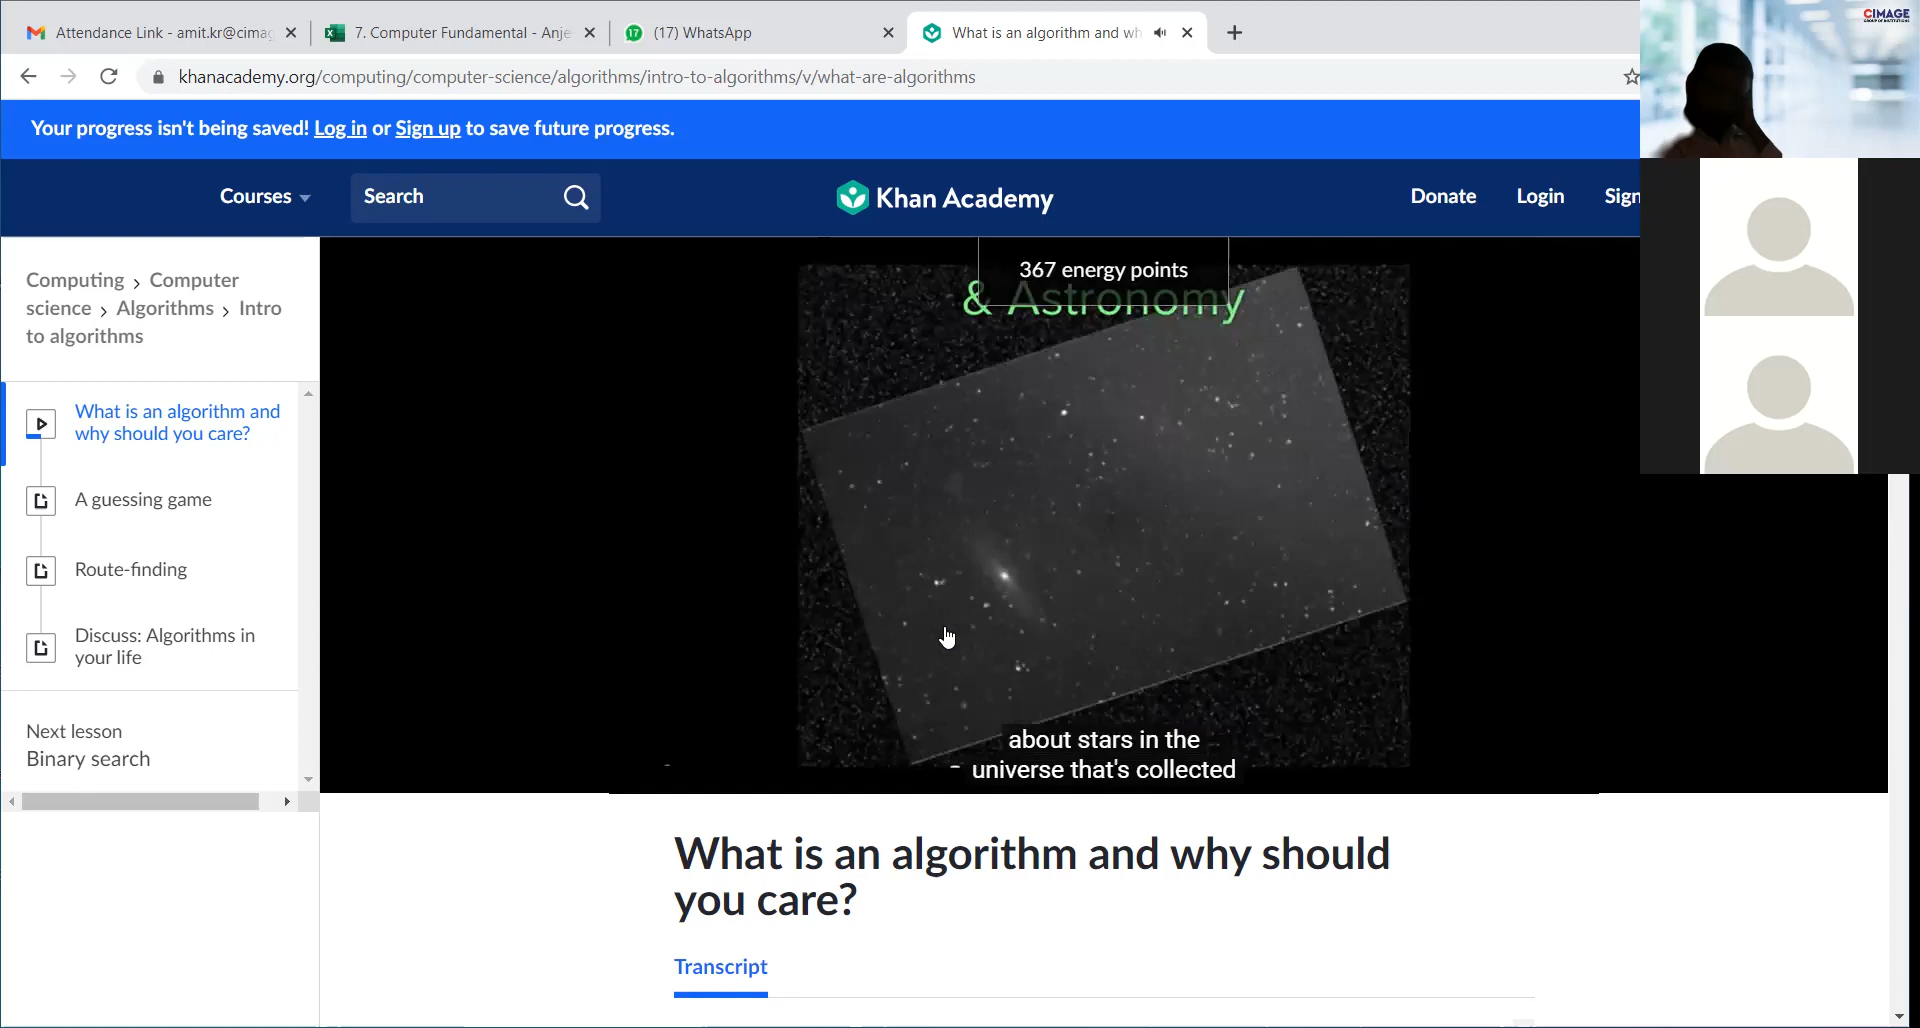 Attendance Link - amit.kr@cimag
7. Computer Fundamental - Anje
17
(17) WhatsApp
What is an algorithm and wh
khanacademy.org/computing/computer-science/algorithms/intro-to-algorithms/v/what-are-algorithms
CIMAGE
GROUP OF INSTITUTIONS
Your progress isn't being saved! Log in or Sign up to save future progress.
Courses
Search
Khan Academy
Donate
Login
Sign
Computing › Computer
science › Algorithms › Intro
to algorithms
What is an algorithm and
why should you care?
A guessing game
Route-finding
Discuss: Algorithms in
your life
Next lesson
Binary search
367 energy points
& Astronomy
about stars in the
universe that's collected
What is an algorithm and why should
you care?
Transcript